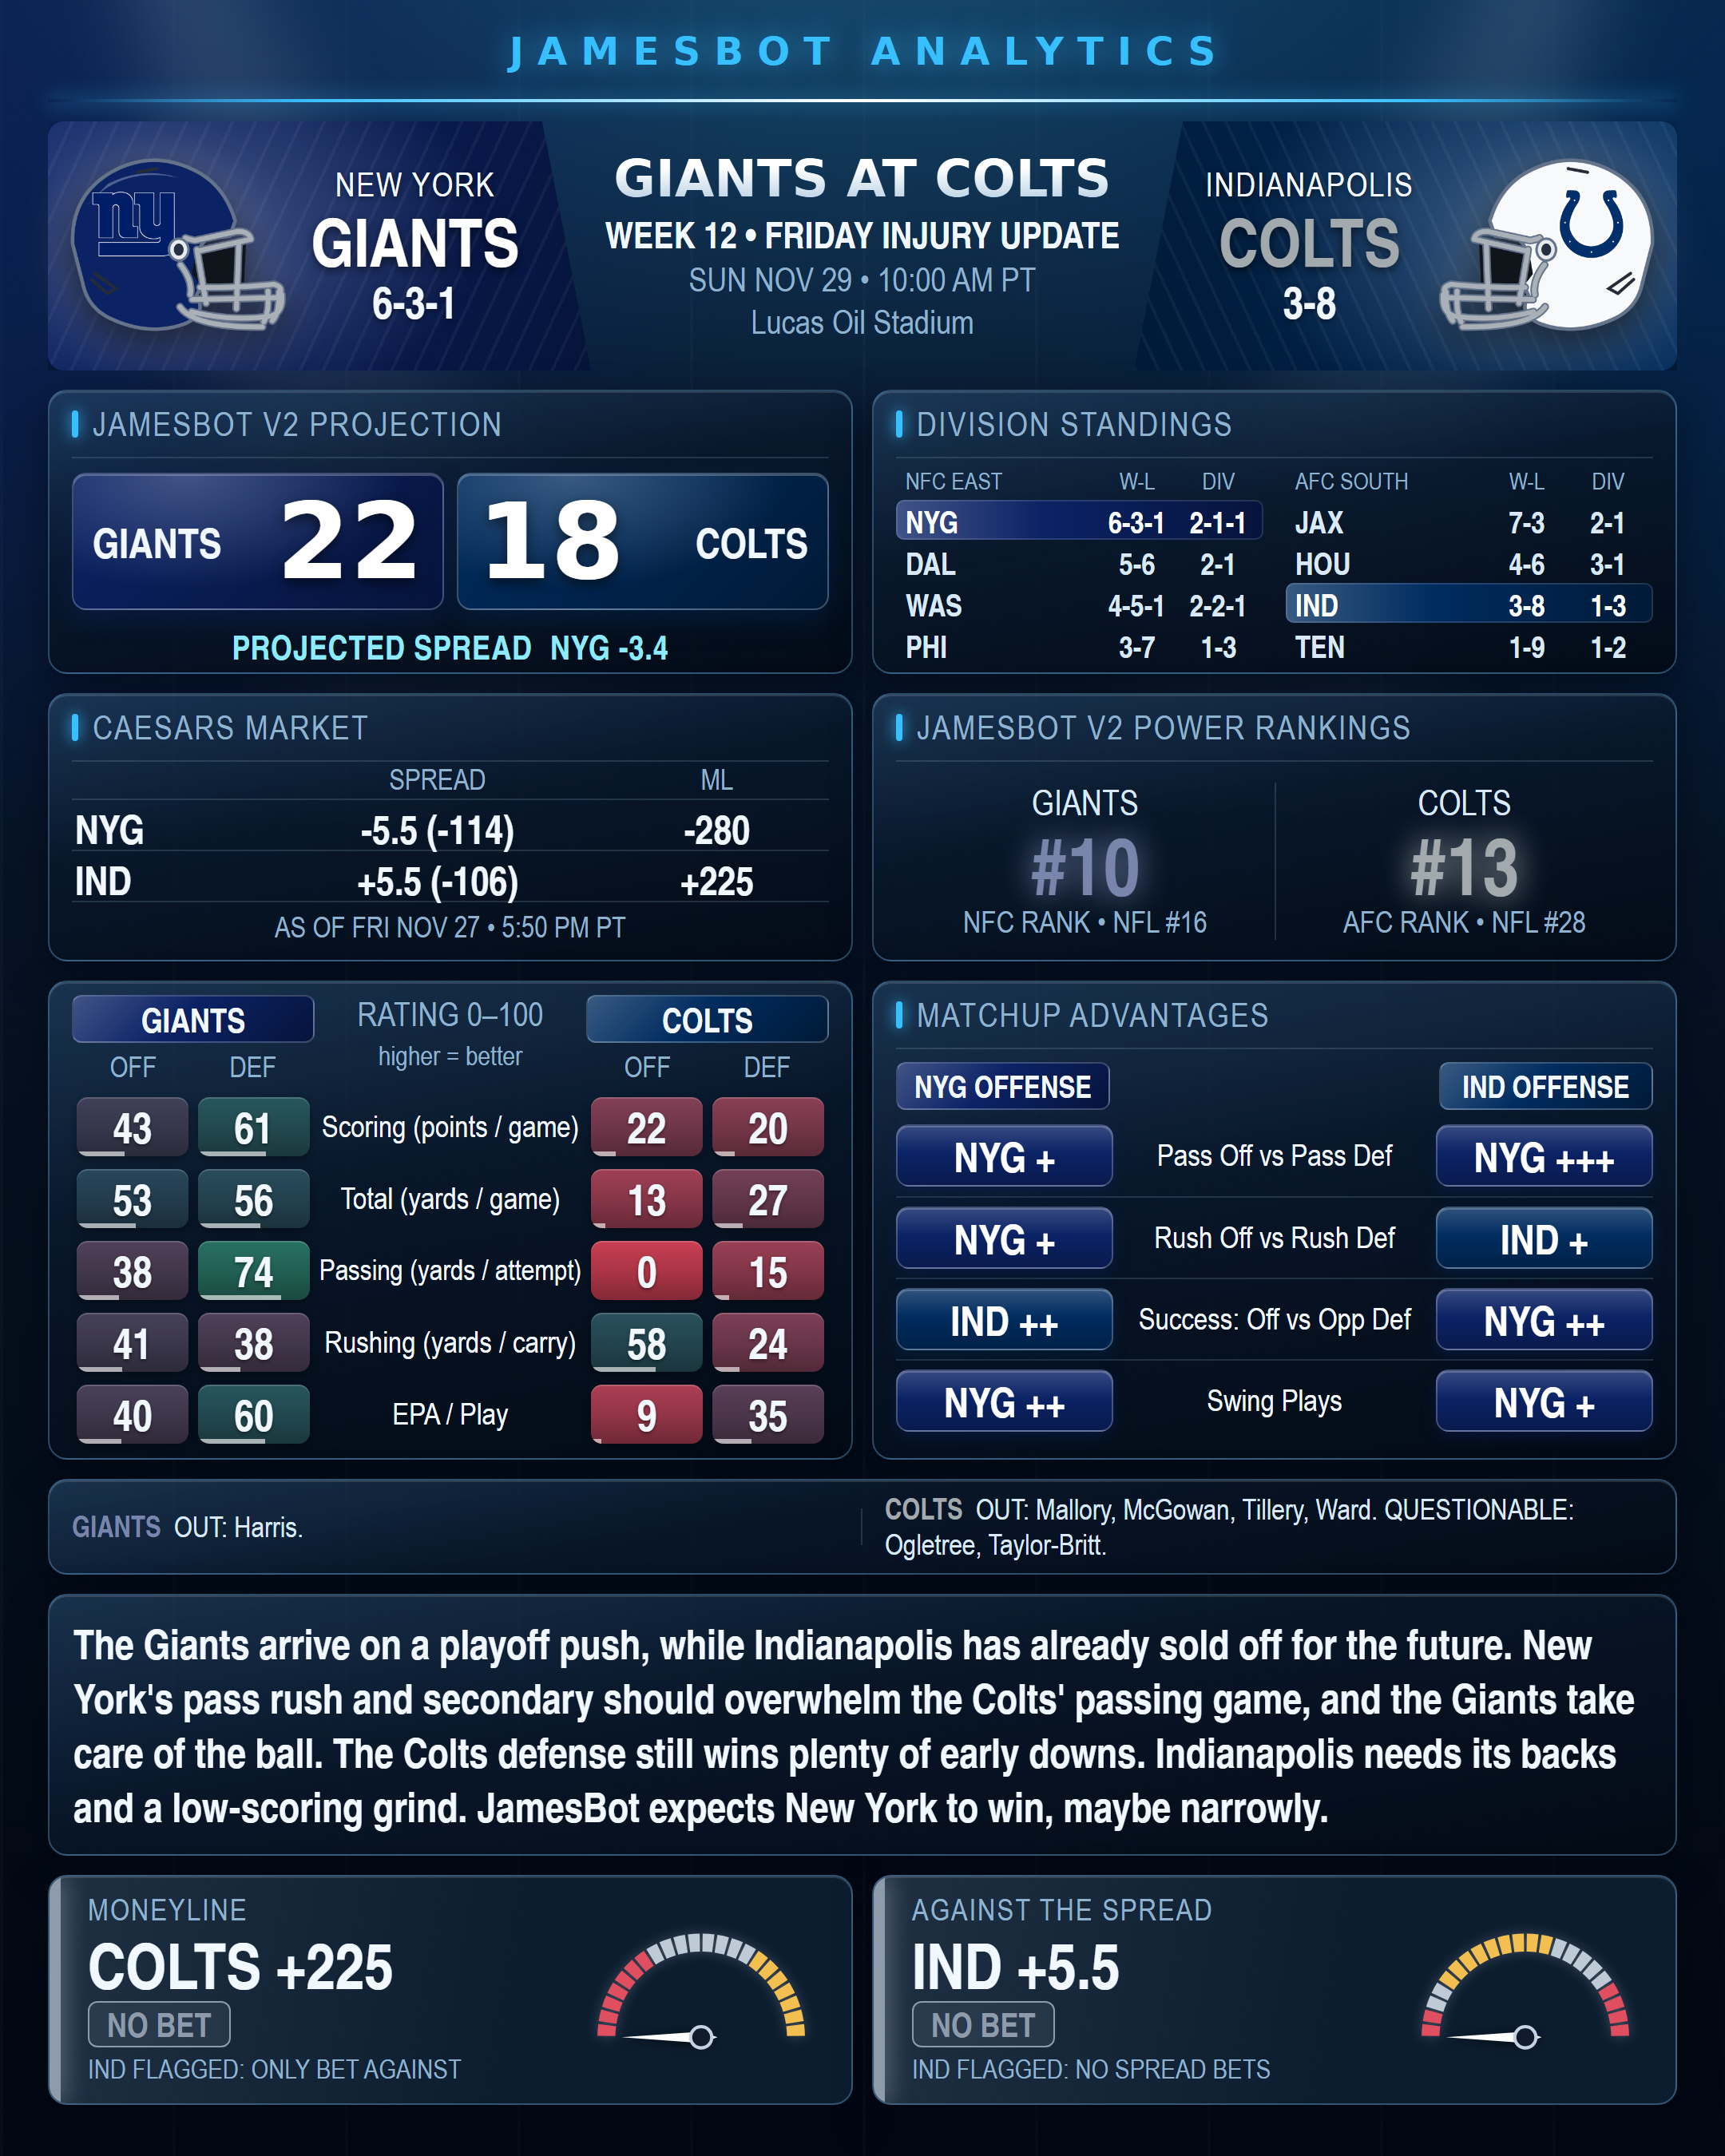 JAMESBOT ANALYTICS
ny
NEW YORK
GIANTS
6-3-1
GIANTS AT COLTS
WEEK 12 • FRIDAY INJURY UPDATE
SUN NOV 29 • 10:00 AM PT
Lucas Oil Stadium
INDIANAPOLIS
COLTS
3-8
JAMESBOT V2 PROJECTION
GIANTS 22 18 COLTS
PROJECTED SPREAD NYG -3.4
DIVISION STANDINGS
NFC EAST W-L DIV
NYG 6-3-1 2-1-1
DAL 5-6 2-1
WAS 4-5-1 2-2-1
PHI 3-7 1-3
AFC SOUTH W-L DIV
JAX 7-3 2-1
HOU 4-6 3-1
IND 3-8 1-3
TEN 1-9 1-2
CAESARS MARKET
SPREAD ML
NYG -5.5 (-114) -280
IND +5.5 (-106) +225
AS OF FRI NOV 27 • 5:50 PM PT
JAMESBOT V2 POWER RANKINGS
GIANTS
#10
NFC RANK • NFL #16
COLTS
#13
AFC RANK • NFL #28
GIANTS RATING 0–100 COLTS
OFF DEF higher = better OFF DEF
43 61 Scoring (points / game) 22 20
53 56 Total (yards / game) 13 27
38 74 Passing (yards / attempt) 0 15
41 38 Rushing (yards / carry) 58 24
40 60 EPA / Play 9 35
MATCHUP ADVANTAGES
NYG OFFENSE IND OFFENSE
NYG + Pass Off vs Pass Def NYG +++
NYG + Rush Off vs Rush Def IND +
IND ++ Success: Off vs Opp Def NYG ++
NYG ++ Swing Plays NYG +
GIANTS OUT: Harris.
COLTS OUT: Mallory, McGowan, Tillery, Ward. QUESTIONABLE:
Ogletree, Taylor-Britt.
The Giants arrive on a playoff push, while Indianapolis has already sold off for the future. New
York's pass rush and secondary should overwhelm the Colts' passing game, and the Giants take
care of the ball. The Colts defense still wins plenty of early downs. Indianapolis needs its backs
and a low-scoring grind. JamesBot expects New York to win, maybe narrowly.
MONEYLINE
COLTS +225
NO BET
IND FLAGGED: ONLY BET AGAINST
AGAINST THE SPREAD
IND +5.5
NO BET
IND FLAGGED: NO SPREAD BETS